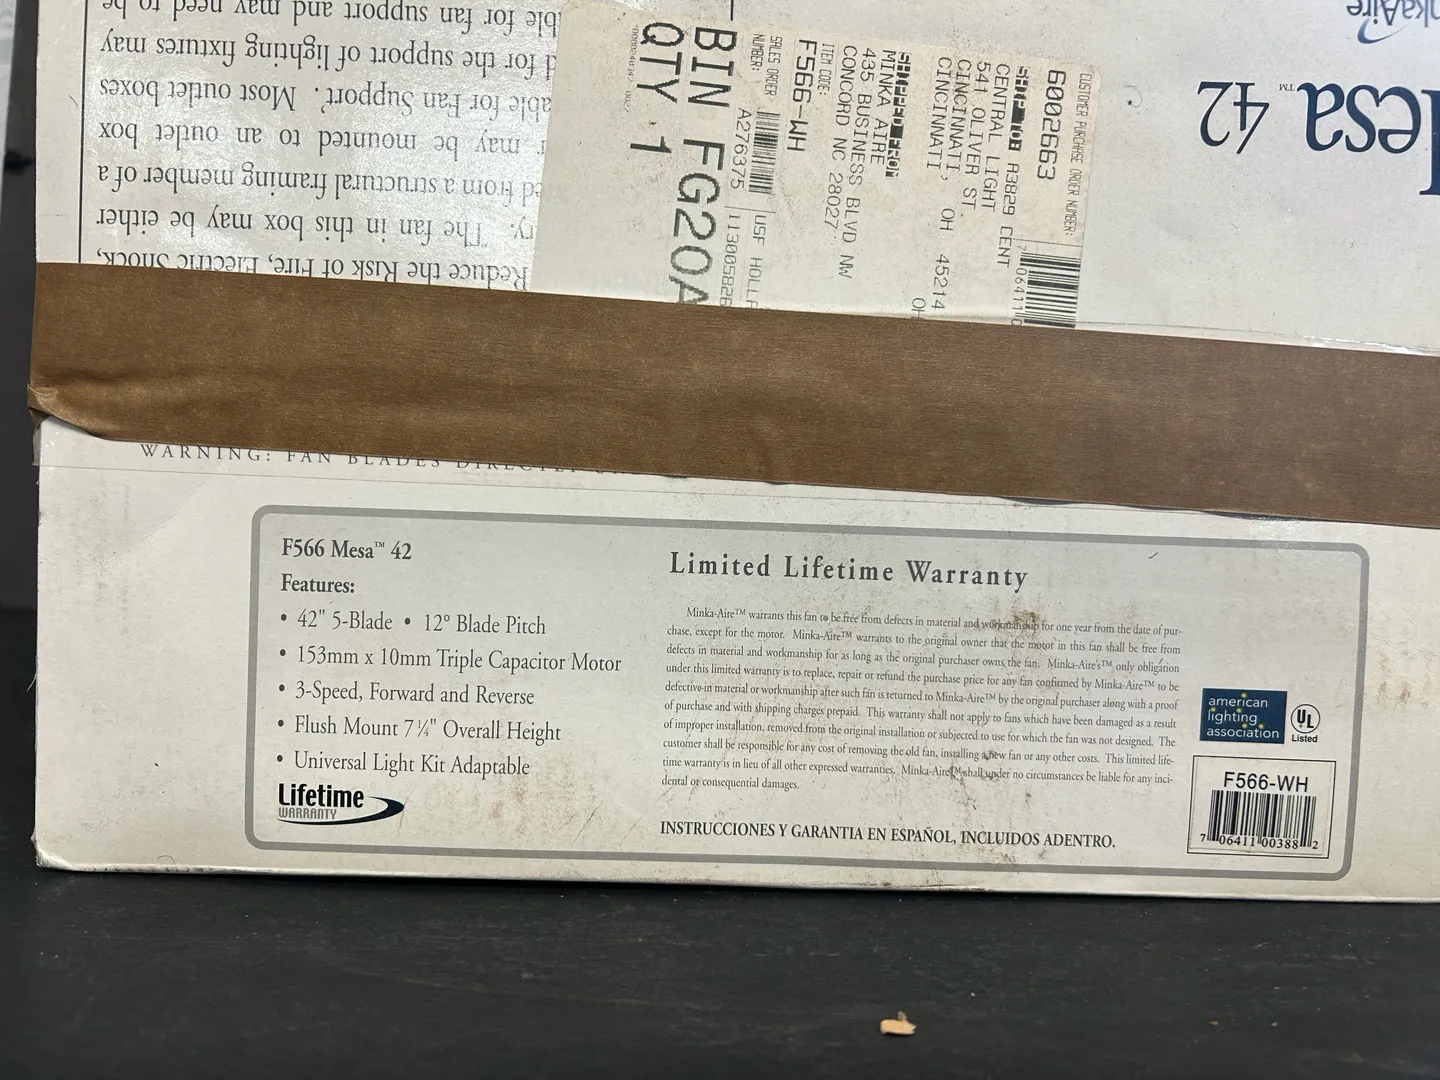 able for fan support and may need to be
d for the support of lighting fixtures may
able for Fan Support". Most outlet boxes
r may be mounted to an outlet box
ted from a structural framing member of a
ry. The fan in this box may be either
Reduce the Risk of Fire, Electric Shock,
CUSTOMER PURCHASE ORDER NUMBER:
6002663
SHIP TO: A3829 CENT
CENTRAL LIGHT
541 OLIVER ST.
CINCINNATI, OH 45214
CINCINNATI OH
SHIPPED FROM
MINKA AIRE
435 BUSINESS BLVD NW
CONCORD NC 28027
ITEM CODE:
F566-WH
SALES ORDER
NUMBER:
A276375
USF HOLL
113005826
BIN FG20A
QTY 1
7 06411 0
nkaAire
Mesa™ 42
WARNING: FAN BLADES DIRECTLY
F566 Mesa™ 42
Features:
• 42" 5-Blade • 12° Blade Pitch
• 153mm x 10mm Triple Capacitor Motor
• 3-Speed, Forward and Reverse
• Flush Mount 7 ¼" Overall Height
• Universal Light Kit Adaptable
Lifetime
WARRANTY
Limited Lifetime Warranty
Minka-Aire™ warrants this fan to be free from defects in material and workmanship for one year from the date of pur-
chase, except for the motor. Minka-Aire™ warrants to the original owner that the motor in this fan shall be free from
defects in material and workmanship for as long as the original purchaser owns the fan. Minka-Aire's™ only obligation
under this limited warranty is to replace, repair or refund the purchase price for any fan confirmed by Minka-Aire™ to be
defective in material or workmanship after such fan is returned to Minka-Aire™ by the original purchaser along with a proof
of purchase and with shipping charges prepaid. This warranty shall not apply to fans which have been damaged as a result
of improper installation, removed from the original installation or subjected to use for which the fan was not designed. The
customer shall be responsible for any cost of removing the old fan, installing a new fan or any other costs. This limited life-
time warranty is in lieu of all other expressed warranties. Minka-Aire™ shall under no circumstances be liable for any inci-
dental or consequential damages.
INSTRUCCIONES Y GARANTIA EN ESPAÑOL, INCLUIDOS ADENTRO.
american
lighting
association
UL
Listed
F566-WH
7 06411 00388 2